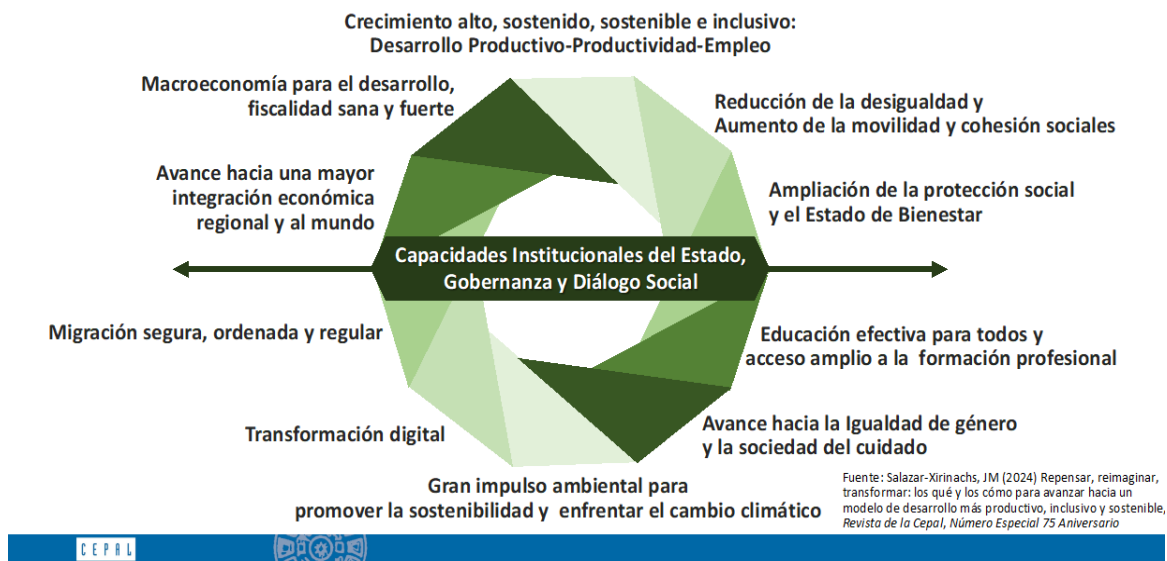 Crecimiento alto, sostenido, sostenible e inclusivo:
Desarrollo Productivo-Productividad-Empleo
Macroeconomía para el desarrollo,
fiscalidad sana y fuerte
Reducción de la desigualdad y
Aumento de la movilidad y cohesión sociales
Avance hacia una mayor
integración económica
regional y al mundo
Ampliación de la protección social
y el Estado de Bienestar
Capacidades Institucionales del Estado,
Gobernanza y Diálogo Social
Migración segura, ordenada y regular
Educación efectiva para todos y
acceso amplio a la formación profesional
Transformación digital
Avance hacia la Igualdad de género
y la sociedad del cuidado
Gran impulso ambiental para
promover la sostenibilidad y enfrentar el cambio climático
Fuente: Salazar-Xirinachs, JM (2024) Repensar, reimaginar,
transformar: los qué y los cómo para avanzar hacia un
modelo de desarrollo más productivo, inclusivo y sostenible,
Revista de la Cepal, Número Especial 75 Aniversario
CEPAL